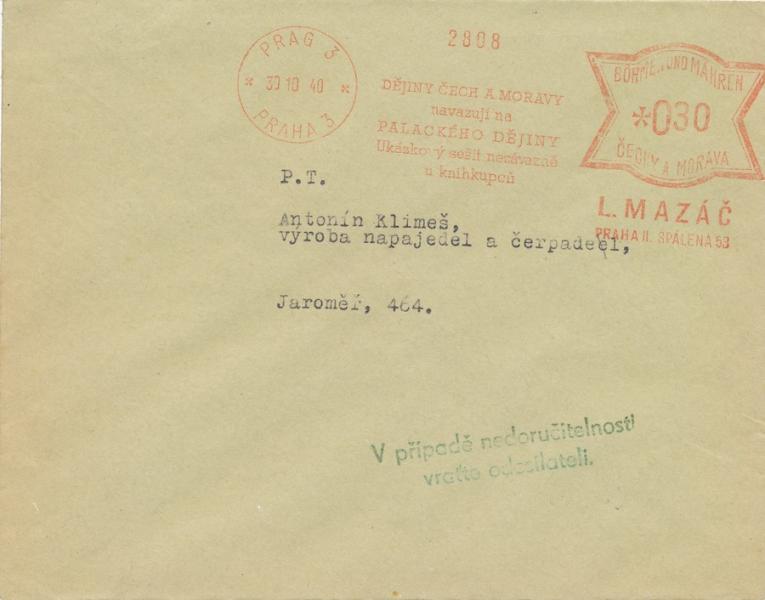 2808
PRAG 3
* 30 10 40 *
PRAHA 3
DĚJINY ČECH A MORAVY
navazují na
PALACKÉHO DĚJINY
Ukázkový sešit nezávazně
u knihkupců
BÖHMEN UND MÄHREN
*030
ČECHY A MORAVA
L. MAZÁČ
PRAHA II. SPÁLENÁ 53
P.T.
Antonín Klimeš,
výroba napajedel a čerpadeel,
Jaroměř, 464.
V případě nedoručitelnosti
vraťte odesílateli.